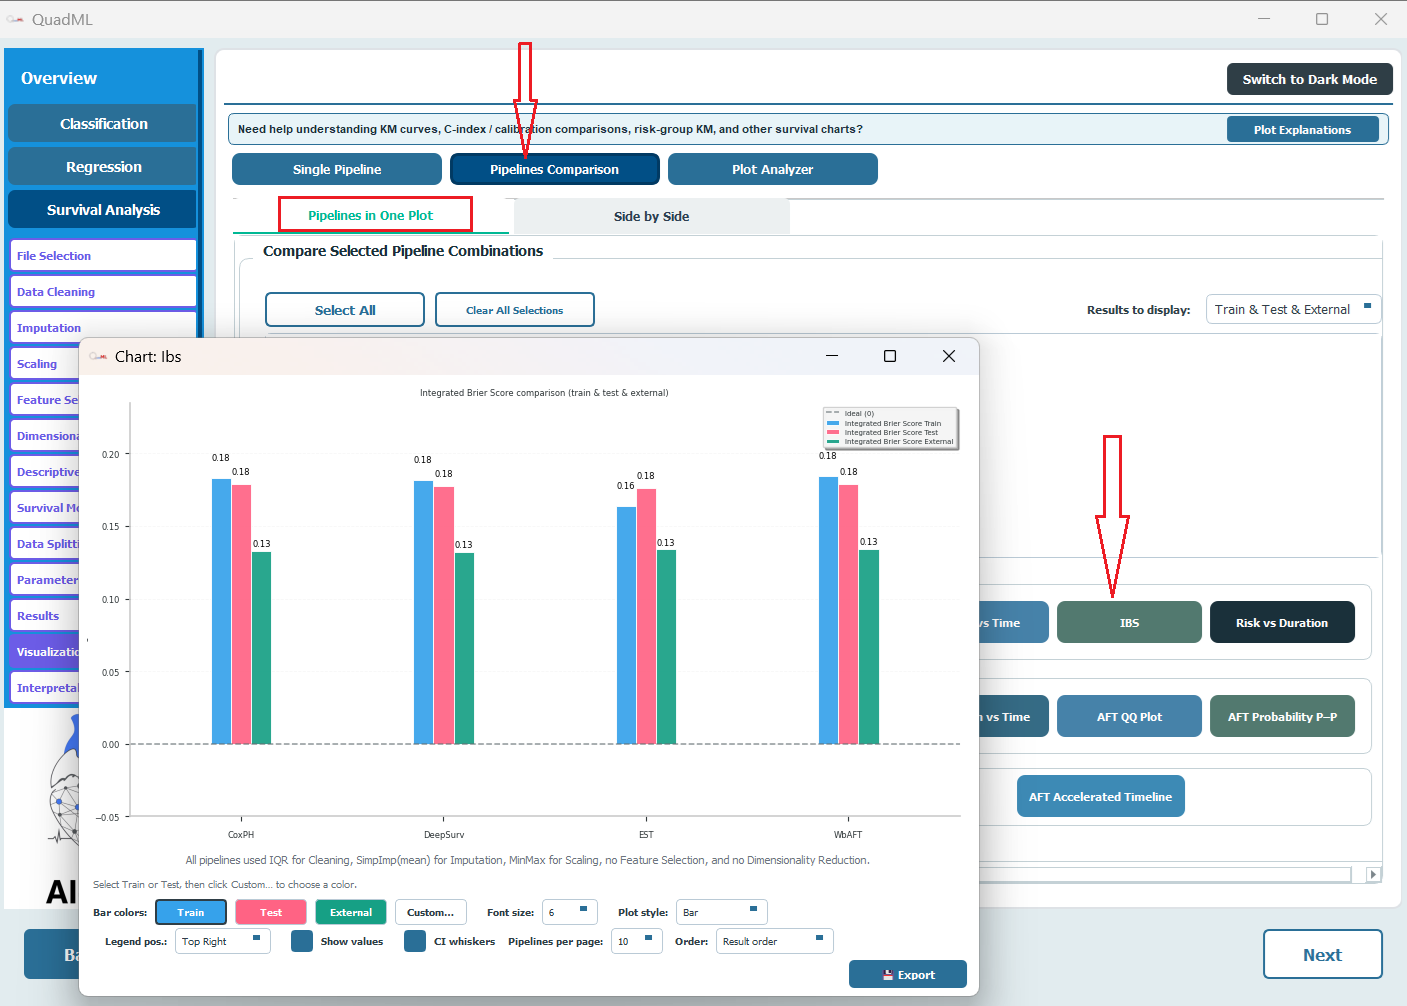 QuadML
Overview
Switch to Dark Mode
Classification
Need help understanding KM curves, C-index / calibration comparisons, risk-group KM, and other survival charts?
Plot Explanations
Regression
Single Pipeline
Pipelines Comparison
Plot Analyzer
Survival Analysis
Pipelines in One Plot
Side by Side
File Selection
Compare Selected Pipeline Combinations
Data Cleaning
Select All
Clear All Selections
Results to display:
Train & Test & External
Imputation
Scaling
Feature Se
Dimensiona
Descriptive
Survival Mo
Data Splitti
Parameter
Results
Visualizatio
Interpretal
Chart: Ibs
Integrated Brier Score comparison (train & test & external)
Ideal (0)
Integrated Brier Score Train
Integrated Brier Score Test
Integrated Brier Score External
0.20
0.15
0.10
0.05
0.00
−0.05
0.18
0.18
0.13
0.18
0.18
0.13
0.16
0.18
0.13
0.18
0.18
0.13
CoxPH
DeepSurv
EST
WbAFT
All pipelines used IQR for Cleaning, SimpImp(mean) for Imputation, MinMax for Scaling, no Feature Selection, and no Dimensionality Reduction.
Select Train or Test, then click Custom... to choose a color.
Bar colors:
Train
Test
External
Custom...
Font size:
6
Plot style:
Bar
Legend pos.:
Top Right
Show values
CI whiskers
Pipelines per page:
10
Order:
Result order
Export
vs Time
IBS
Risk vs Duration
n vs Time
AFT QQ Plot
AFT Probability P–P
AFT Accelerated Timeline
AI
Ba
Next